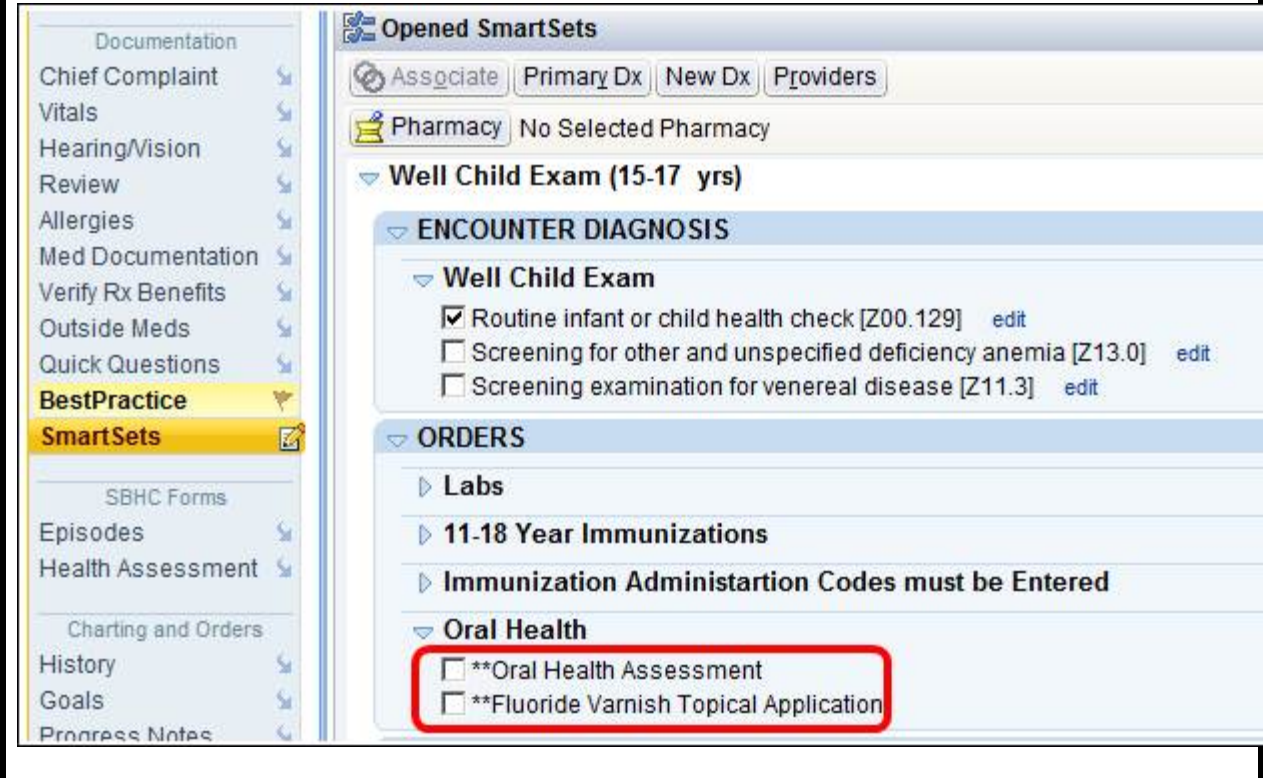 Documentation
Chief Complaint
Vitals
Hearing/Vision
Review
Allergies
Med Documentation
Verify Rx Benefits
Outside Meds
Quick Questions
BestPractice
SmartSets
SBHC Forms
Episodes
Health Assessment
Charting and Orders
History
Goals
Progress Notes
Opened SmartSets
Associate Primary Dx New Dx Providers
Pharmacy No Selected Pharmacy
Well Child Exam (15-17 yrs)
ENCOUNTER DIAGNOSIS
Well Child Exam
Routine infant or child health check [Z00.129] edit
Screening for other and unspecified deficiency anemia [Z13.0] edit
Screening examination for venereal disease [Z11.3] edit
ORDERS
Labs
11-18 Year Immunizations
Immunization Administartion Codes must be Entered
Oral Health
**Oral Health Assessment
**Fluoride Varnish Topical Application